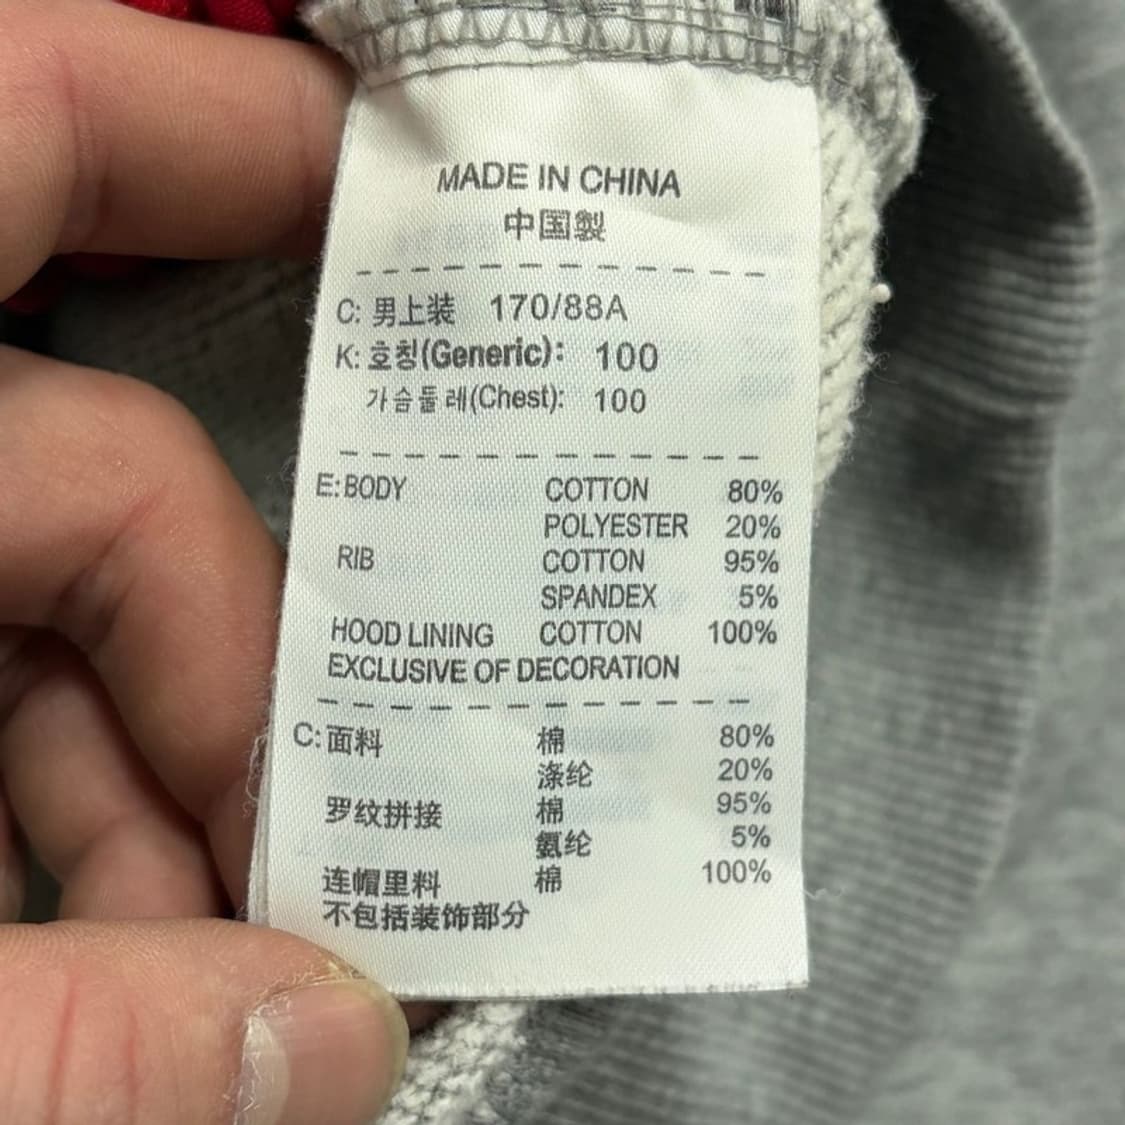 MADE IN CHINA
中国製
C: 男上装 170/88A
K: 호칭(Generic): 100
가슴둘레(Chest): 100
E: BODY COTTON 80%
POLYESTER 20%
RIB COTTON 95%
SPANDEX 5%
HOOD LINING COTTON 100%
EXCLUSIVE OF DECORATION
C: 面料 棉 80%
涤纶 20%
罗纹拼接 棉 95%
氨纶 5%
连帽里料 棉 100%
不包括装饰部分